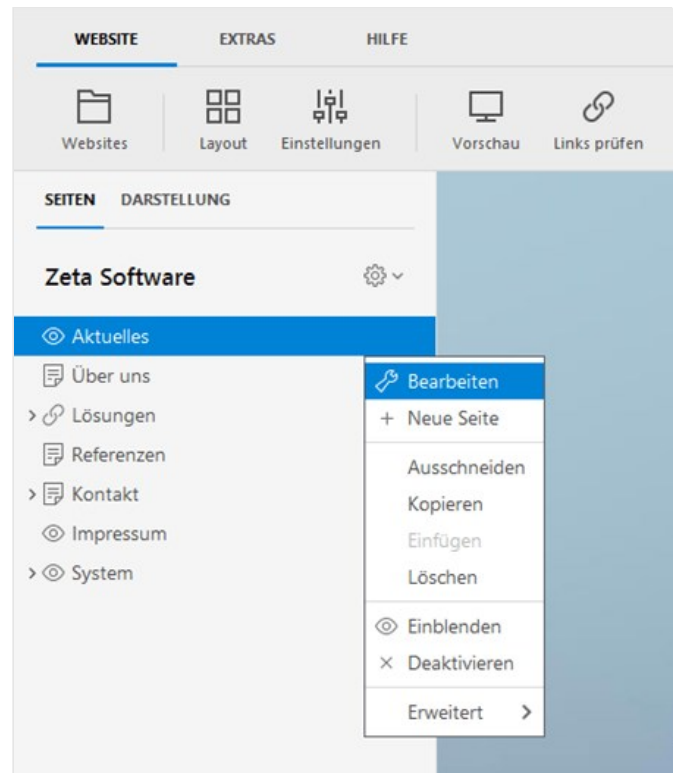 WEBSITE EXTRAS HILFE
Websites Layout Einstellungen Vorschau Links prüfen
SEITEN DARSTELLUNG
Zeta Software
Aktuelles
Über uns
Lösungen
Referenzen
Kontakt
Impressum
System
Bearbeiten
Neue Seite
Ausschneiden
Kopieren
Einfügen
Löschen
Einblenden
Deaktivieren
Erweitert